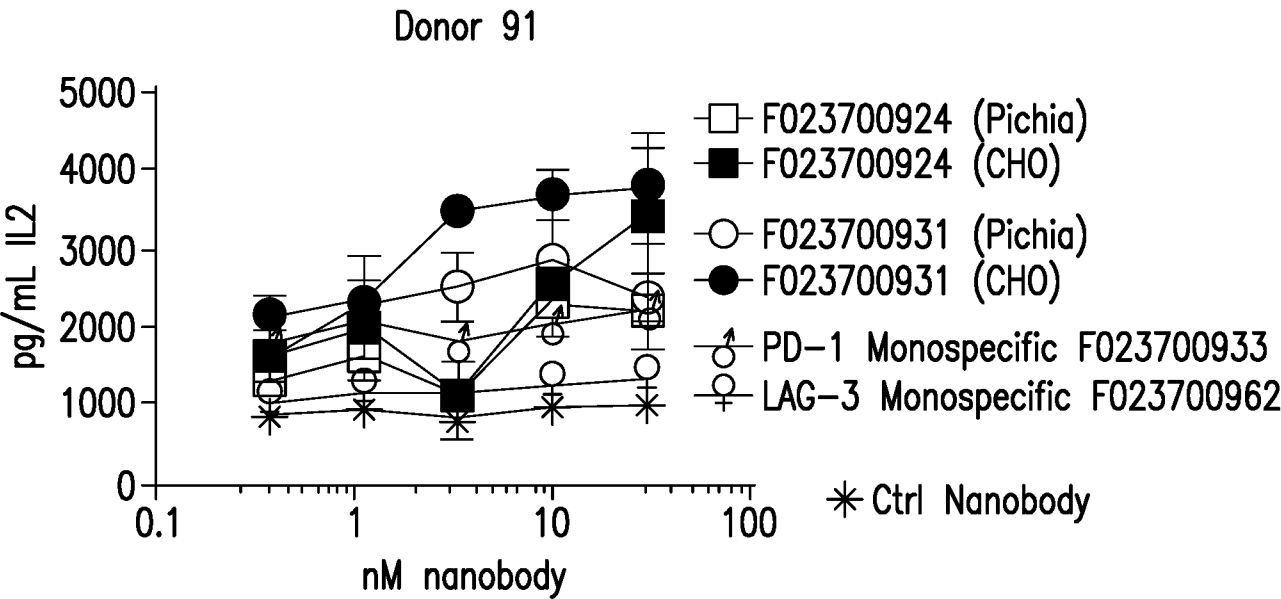 Donor 91
pg/mL IL2
5000
4000
3000
2000
1000
0
0.1
1
10
100
nM nanobody
F023700924 (Pichia)
F023700924 (CHO)
F023700931 (Pichia)
F023700931 (CHO)
PD-1 Monospecific F023700933
LAG-3 Monospecific F023700962
Ctrl Nanobody